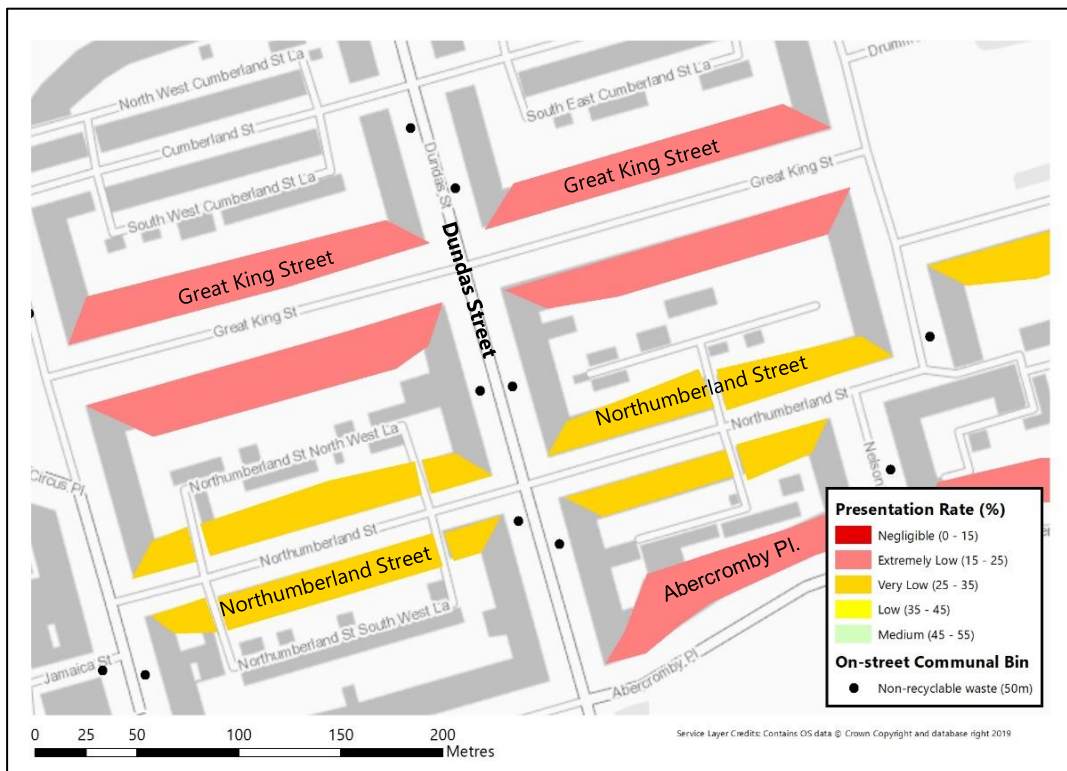 North West Cumberland St La
Cumberland St
South West Cumberland St La
South East Cumberland St La
Dundas St
Great King Street
Great King St
Great King Street
Great King St
Dundas Street
Northumberland Street
Northumberland St
Northumberland St North West La
Northumberland St
Northumberland Street
Northumberland St South West La
Circus Pl
Jamaica St
Nelson
Abercromby Pl.
Abercromby Pl
Presentation Rate (%)
Negligible (0 - 15)
Extremely Low (15 - 25)
Very Low (25 - 35)
Low (35 - 45)
Medium (45 - 55)
On-street Communal Bin
Non-recyclable waste (50m)
0 25 50 100 150 200
Metres
Service Layer Credits: Contains OS data © Crown Copyright and database right 2019